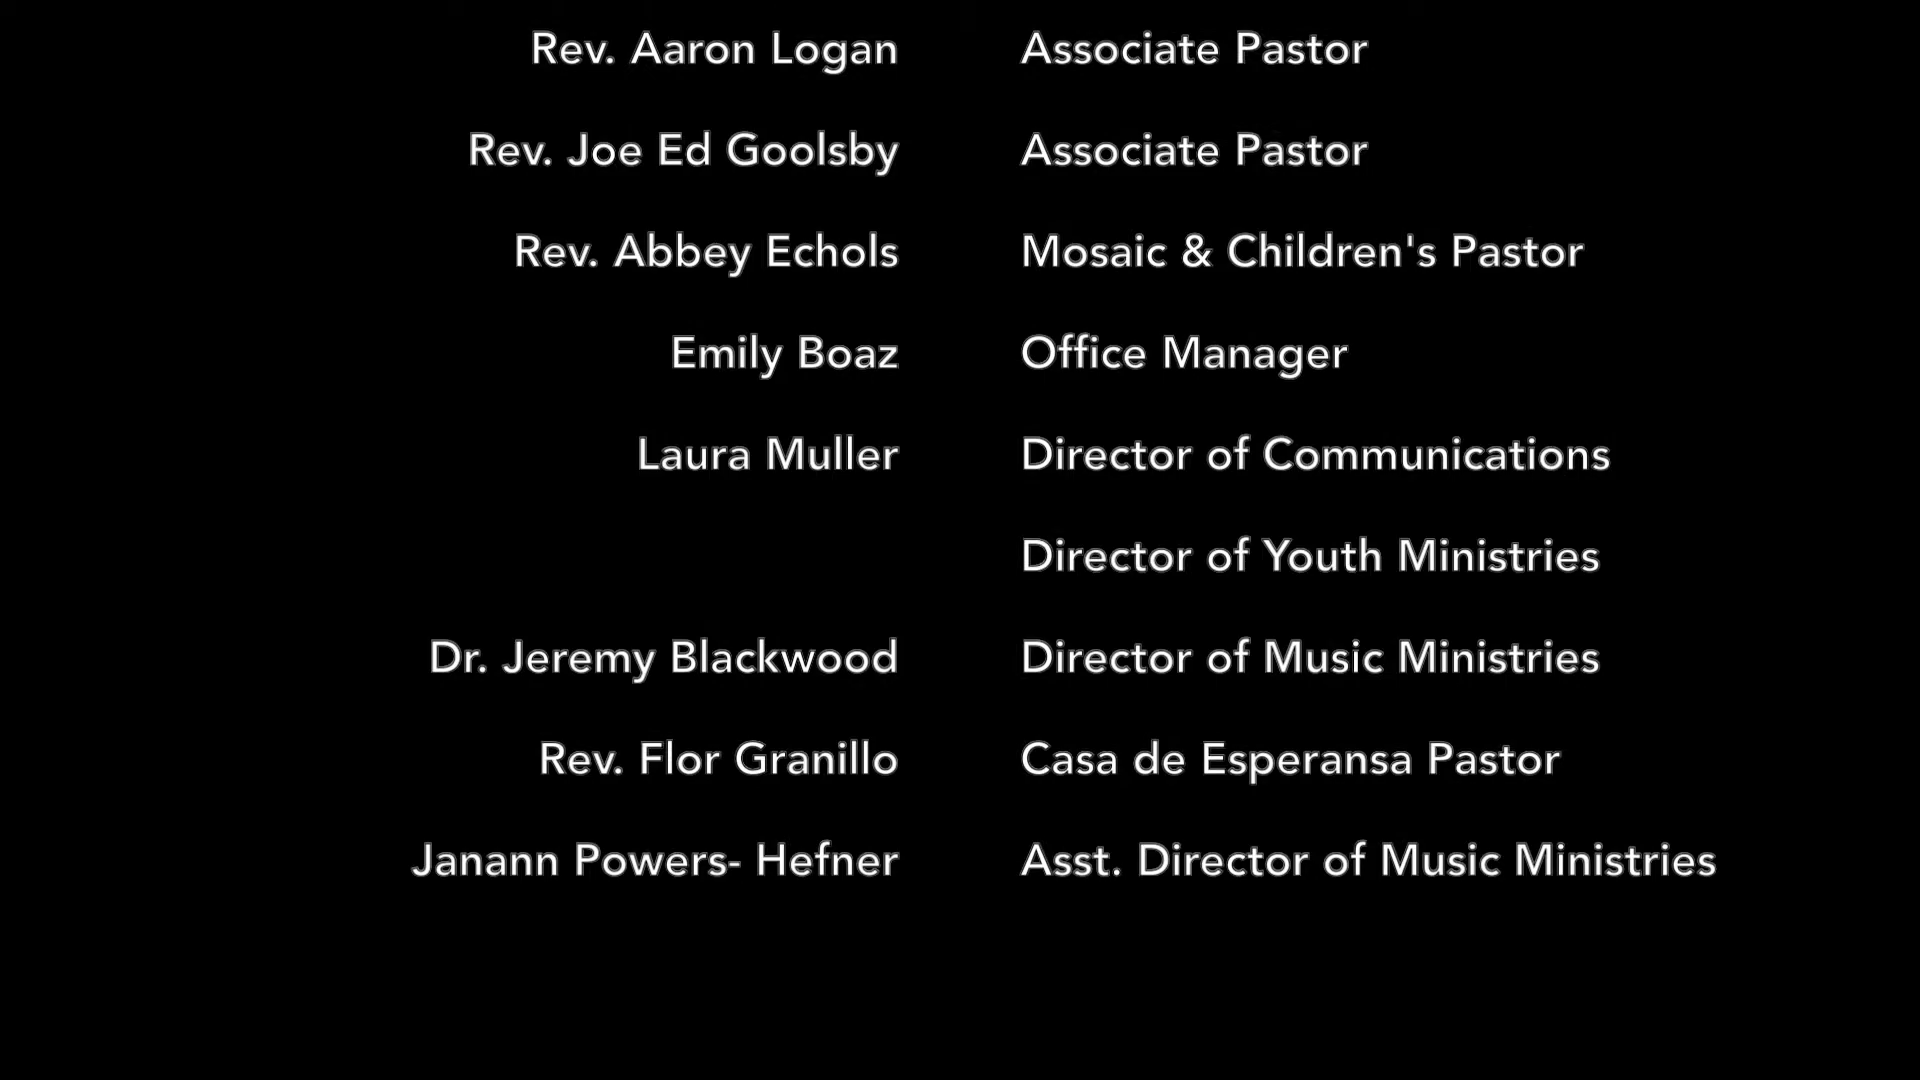 Rev. Aaron Logan Associate Pastor
Rev. Joe Ed Goolsby Associate Pastor
Rev. Abbey Echols Mosaic & Children's Pastor
Emily Boaz Office Manager
Laura Muller Director of Communications
Director of Youth Ministries
Dr. Jeremy Blackwood Director of Music Ministries
Rev. Flor Granillo Casa de Esperansa Pastor
Janann Powers- Hefner Asst. Director of Music Ministries